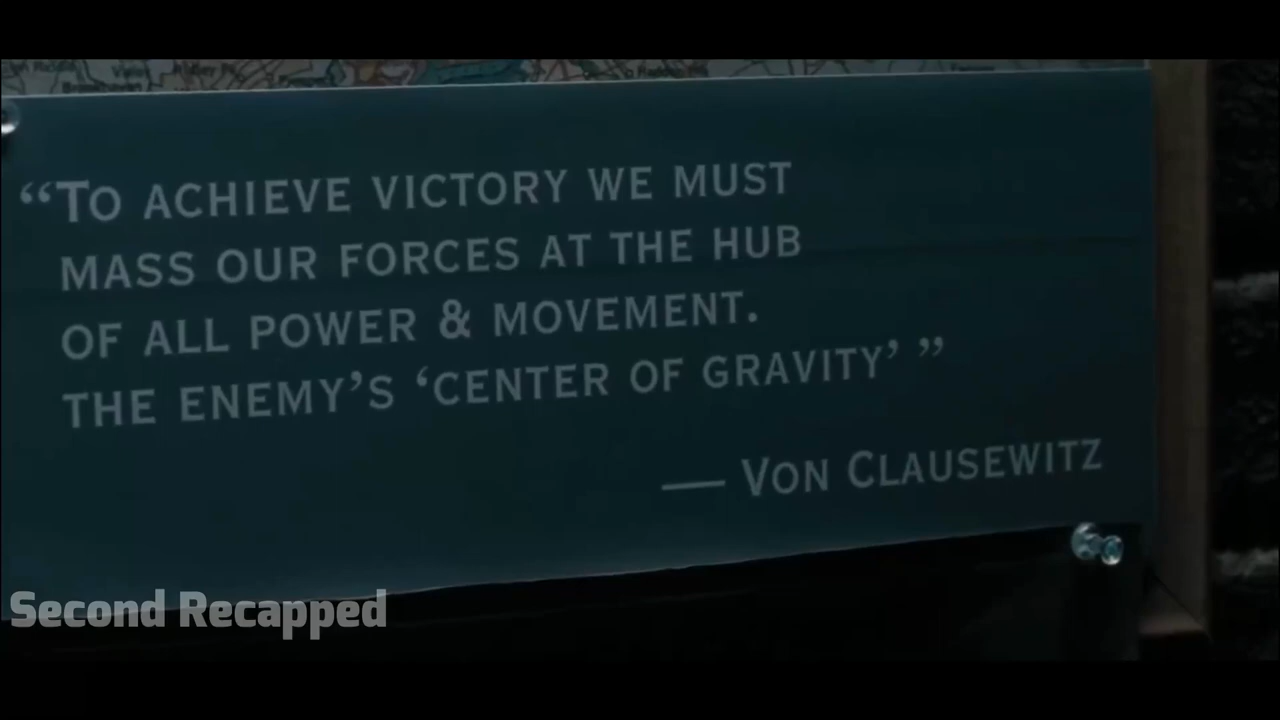 “To achieve victory we must
mass our forces at the hub
of all power & movement.
The enemy’s ‘center of gravity’ ”
— Von Clausewitz
Second Recapped